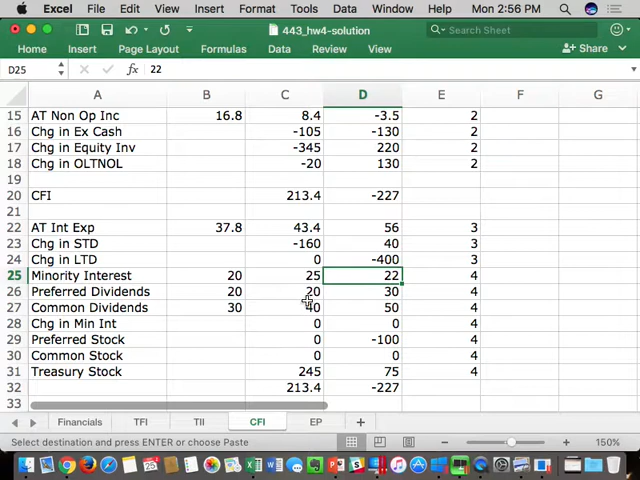 Excel File Edit View Insert Format Tools Data Window Help Mon 2:56 PM
443_hw4-solution
Search Sheet
Home Insert Page Layout Formulas Data Review View Share
D25 fx 22
A B C D E F G
15 AT Non Op Inc 16.8 8.4 -3.5 2
16 Chg in Ex Cash -105 -130 2
17 Chg in Equity Inv -345 220 2
18 Chg in OLTNOL -20 130 2
19
20 CFI 213.4 -227
21
22 AT Int Exp 37.8 43.4 56 3
23 Chg in STD -160 40 3
24 Chg in LTD 0 -400 3
25 Minority Interest 20 25 22 4
26 Preferred Dividends 20 20 30 4
27 Common Dividends 30 40 50 4
28 Chg in Min Int 0 0 4
29 Preferred Stock 0 -100 4
30 Common Stock 0 0 4
31 Treasury Stock 245 75 4
32 213.4 -227
33
Financials TFI TII CFI EP +
Select destination and press ENTER or choose Paste 150%